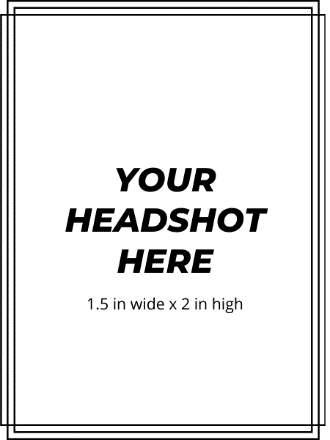 YOUR
HEADSHOT
HERE
1.5 in wide x 2 in high